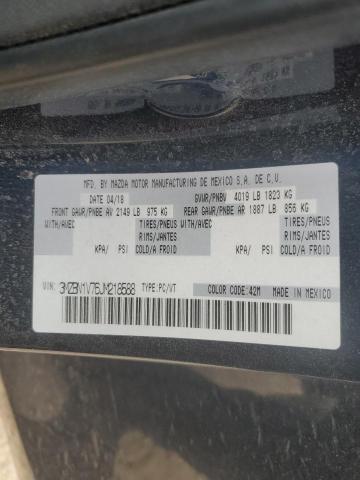 MFD. BY MAZDA MOTOR MANUFACTURING DE MEXICO S.A. DE C.V.
DATE 04/18 GVWR/PNBV 4019 LB 1823 KG
FRONT GAWR/PNBE AV 2149 LB 975 KG REAR GAWR/PNBE AR 1887 LB 856 KG
WITH/AVEC TIRES/PNEUS WITH/AVEC TIRES/PNEUS
RIMS/JANTES RIMS/JANTES
KPA/ PSI COLD/A FROID KPA/ PSI COLD/A FROID
VIN: 3MZBN1V76JM218588 TYPE:PC/VT
COLOR CODE:42M MADE IN MEXICO